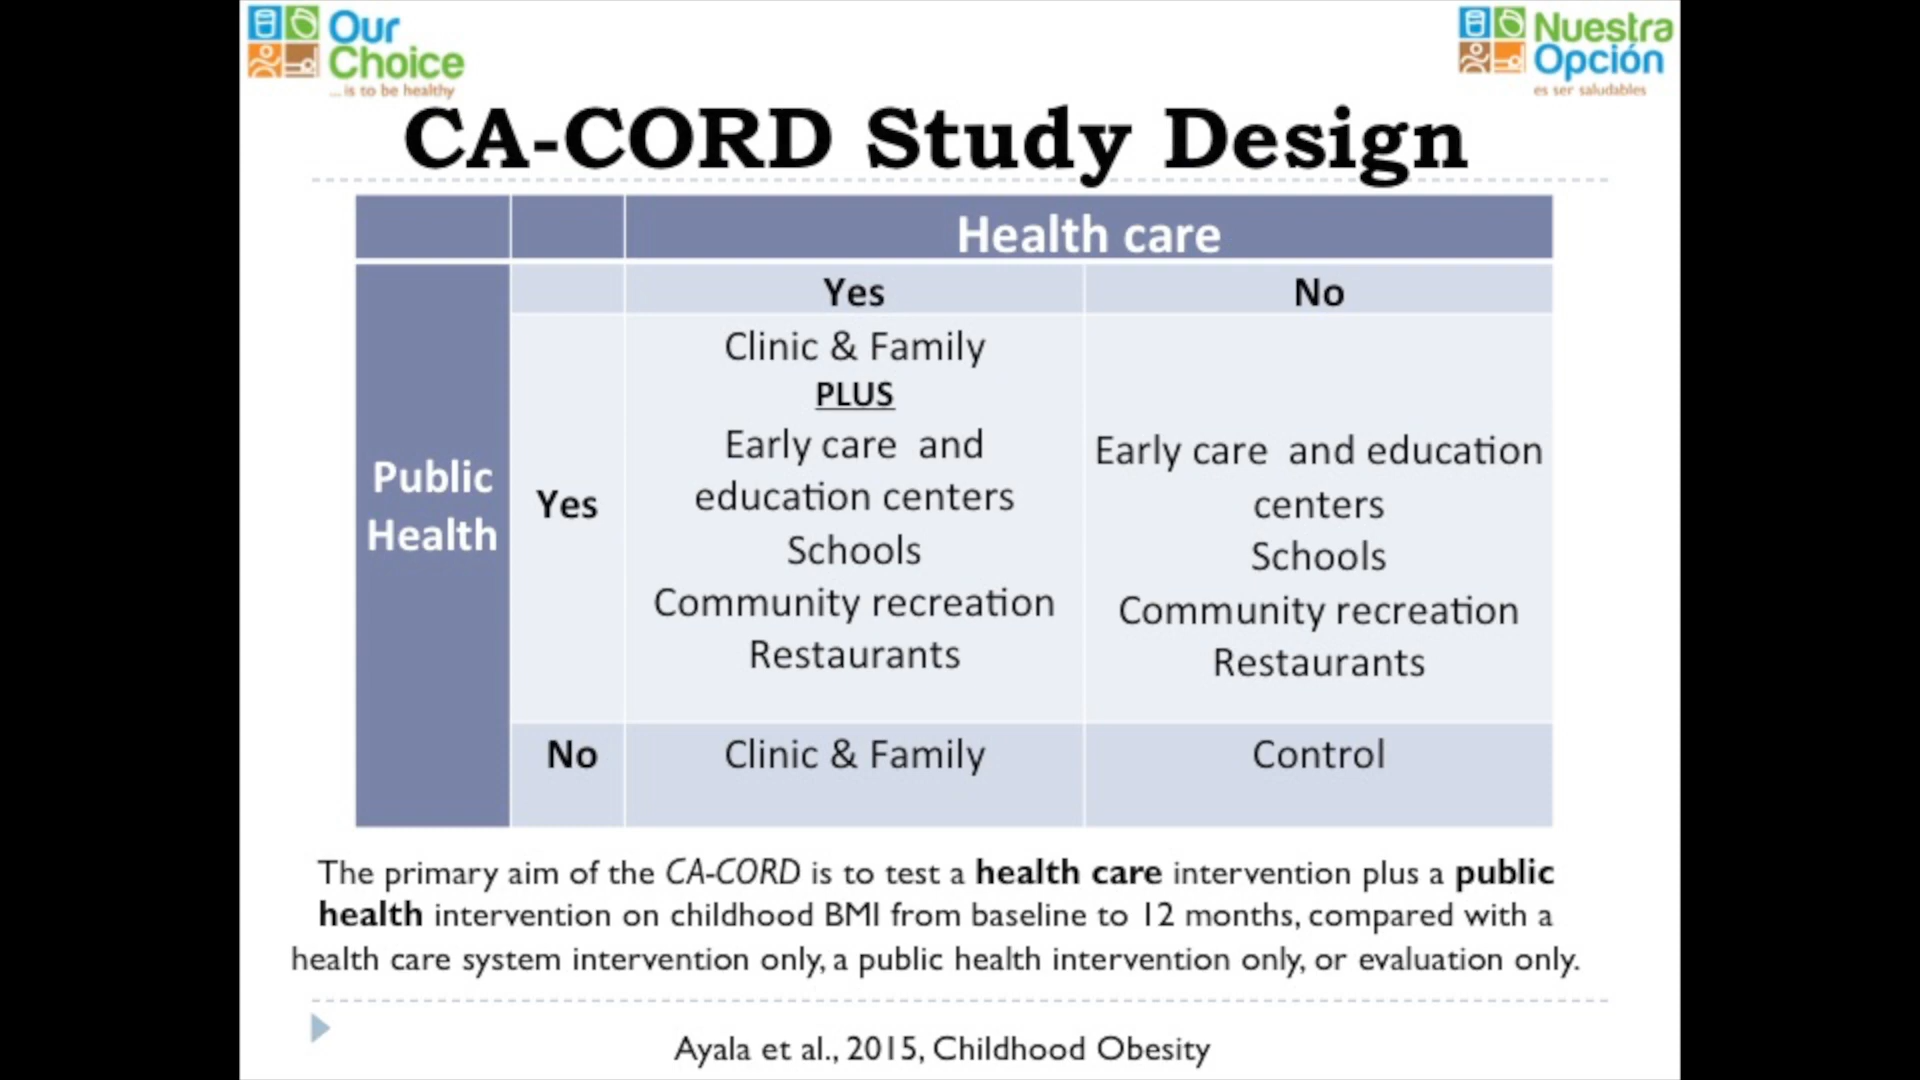 Our
Choice
... is to be healthy
Nuestra
Opción
es ser saludables
CA-CORD Study Design
Health care
Yes
No
Public
Health
Yes
Clinic & Family
PLUS
Early care and
education centers
Schools
Community recreation
Restaurants
Early care and education
centers
Schools
Community recreation
Restaurants
No
Clinic & Family
Control
The primary aim of the CA-CORD is to test a health care intervention plus a public
health intervention on childhood BMI from baseline to 12 months, compared with a
health care system intervention only, a public health intervention only, or evaluation only.
Ayala et al., 2015, Childhood Obesity